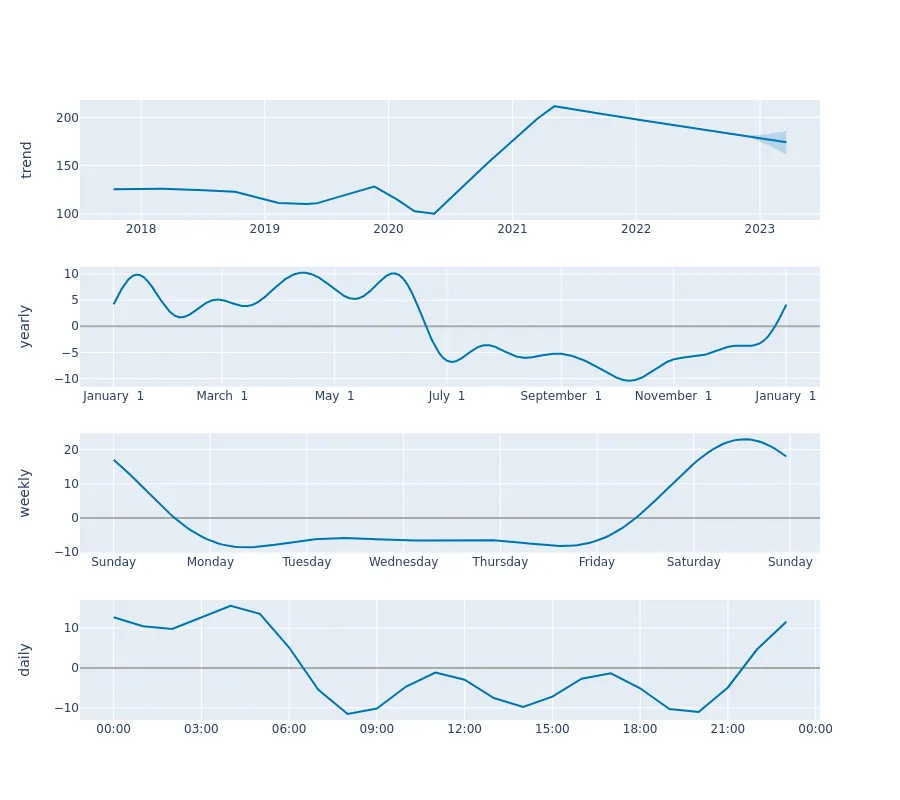 trend
200
150
100
2018 2019 2020 2021 2022 2023
yearly
10
5
0
−5
−10
January 1 March 1 May 1 July 1 September 1 November 1 January 1
weekly
20
10
0
−10
Sunday Monday Tuesday Wednesday Thursday Friday Saturday Sunday
daily
10
0
−10
00:00 03:00 06:00 09:00 12:00 15:00 18:00 21:00 00:00